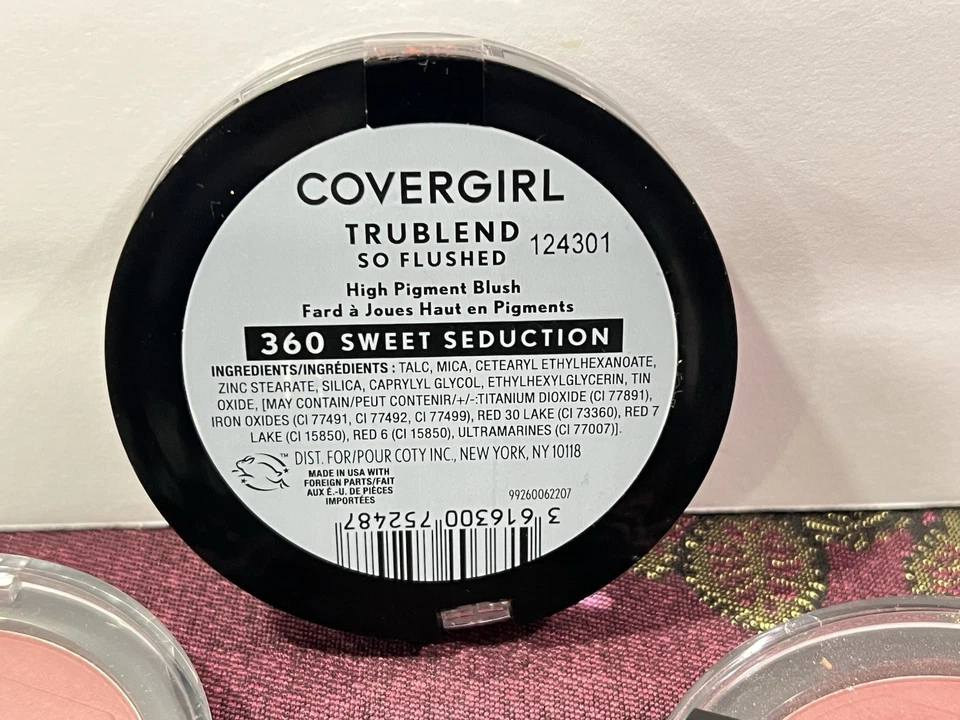 COVERGIRL
TRUBLEND
124301
SO FLUSHED
High Pigment Blush
Fard à Joues Haut en Pigments
360 SWEET SEDUCTION
INGREDIENTS/INGRÉDIENTS : TALC, MICA, CETEARYL ETHYLHEXANOATE,
ZINC STEARATE, SILICA, CAPRYLYL GLYCOL, ETHYLHEXYLGLYCERIN, TIN
OXIDE, [MAY CONTAIN/PEUT CONTENIR/+/-:TITANIUM DIOXIDE (CI 77891),
IRON OXIDES (CI 77491, CI 77492, CI 77499), RED 30 LAKE (CI 73360), RED 7
LAKE (CI 15850), RED 6 (CI 15850), ULTRAMARINES (CI 77007)].
™ DIST. FOR/POUR COTY INC., NEW YORK, NY 10118
MADE IN USA WITH
FOREIGN PARTS/FAIT
AUX É.-U. DE PIÈCES
IMPORTÉES
99260062207
3 616300 752487